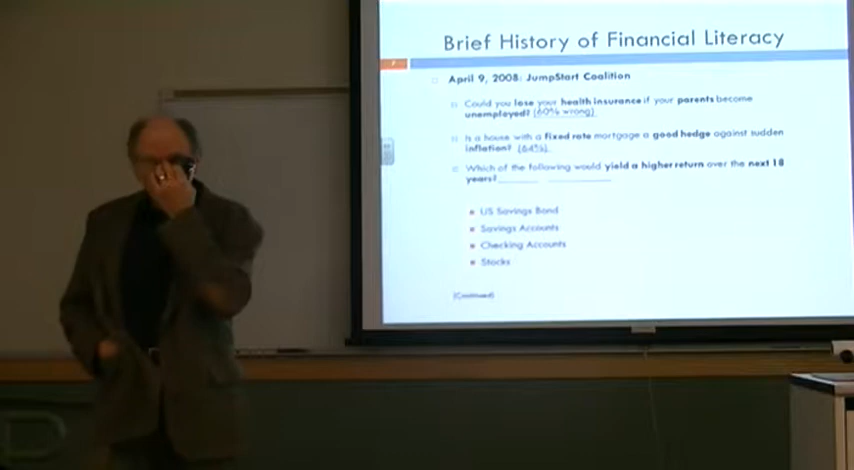 Brief History of Financial Literacy
7
April 9, 2008: JumpStart Coalition
Could you lose your health insurance if your parents become
unemployed? (60% wrong)
Is a house with a fixed rate mortgage a good hedge against sudden
inflation? (64%)
Which of the following would yield a higher return over the next 18
years?
US Savings Bond
Savings Accounts
Checking Accounts
Stocks
(Continued)